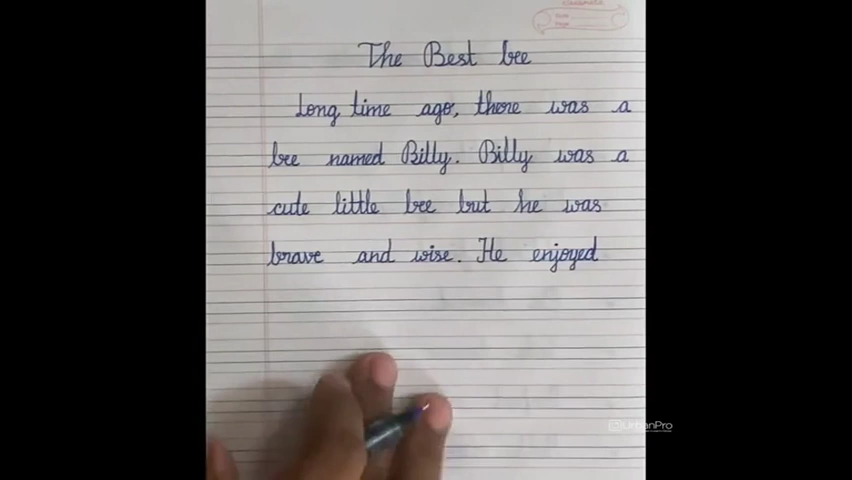 The Best bee
Long time ago, there was a
bee named Billy. Billy was a
cute little bee but he was
brave and wise. He enjoyed
UrbanPro